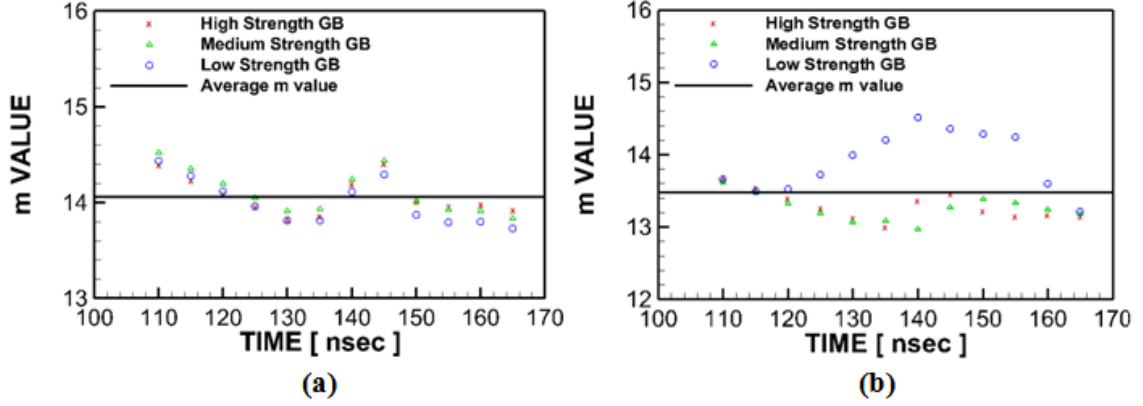 16
High Strength GB
Medium Strength GB
Low Strength GB
Average m value
15
14
13
m VALUE
100 110 120 130 140 150 160 170
TIME [ nsec ]
(a)
16
High Strength GB
Medium Strength GB
Low Strength GB
Average m value
15
14
13
12
m VALUE
100 110 120 130 140 150 160 170
TIME [ nsec ]
(b)